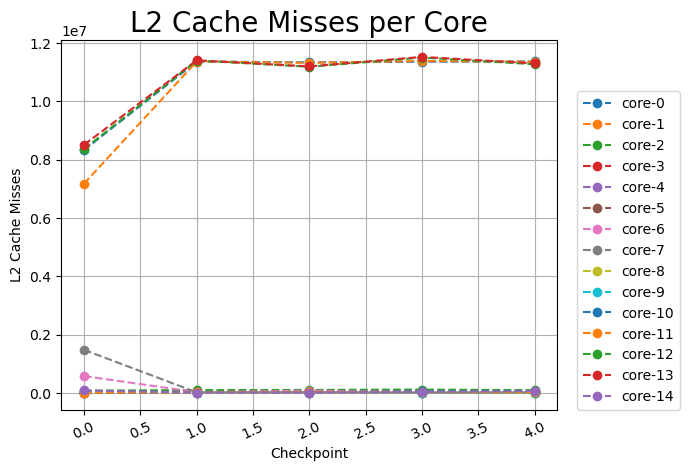 L2 Cache Misses per Core
1e7
1.2
1.0
0.8
0.6
0.4
0.2
0.0
L2 Cache Misses
0.0 0.5 1.0 1.5 2.0 2.5 3.0 3.5 4.0
Checkpoint
core-0
core-1
core-2
core-3
core-4
core-5
core-6
core-7
core-8
core-9
core-10
core-11
core-12
core-13
core-14